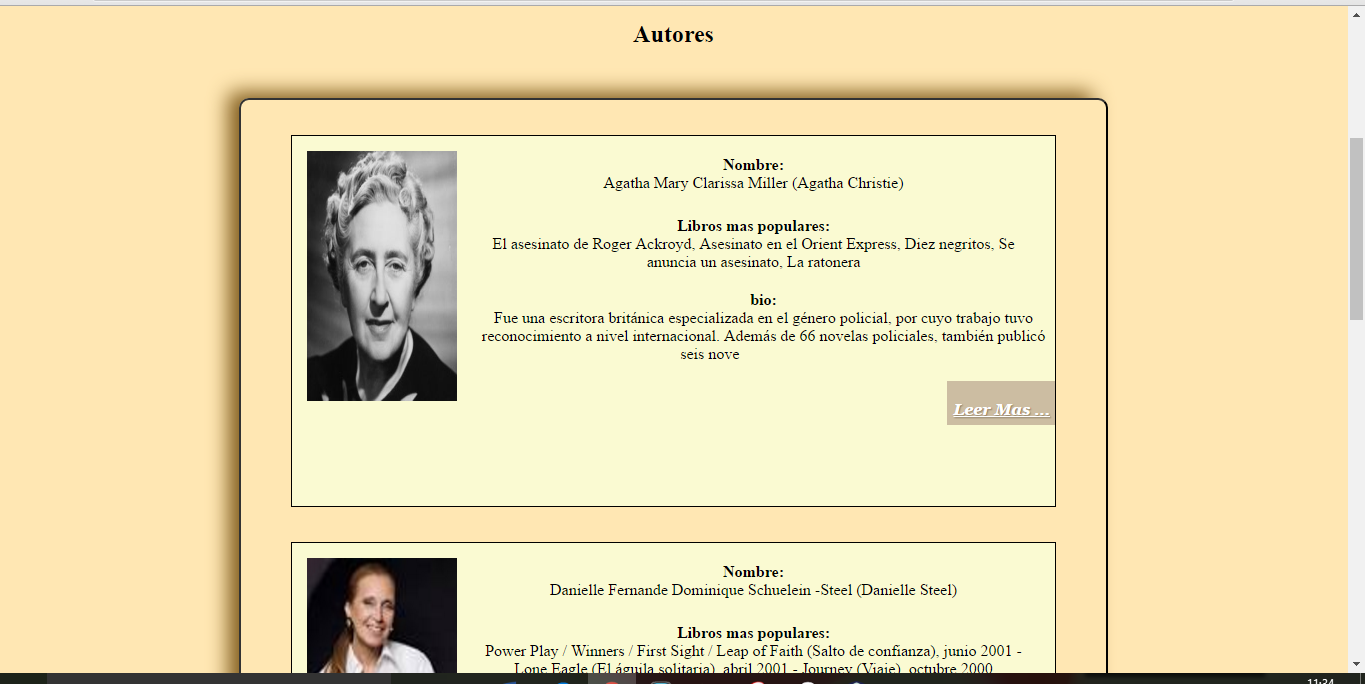 Autores
Nombre:
Agatha Mary Clarissa Miller (Agatha Christie)
Libros mas populares:
El asesinato de Roger Ackroyd, Asesinato en el Orient Express, Diez negritos, Se
anuncia un asesinato, La ratonera
bio:
Fue una escritora británica especializada en el género policial, por cuyo trabajo tuvo
reconocimiento a nivel internacional. Además de 66 novelas policiales, también publicó
seis nove
Leer Mas ...
Nombre:
Danielle Fernande Dominique Schuelein -Steel (Danielle Steel)
Libros mas populares:
Power Play / Winners / First Sight / Leap of Faith (Salto de confianza), junio 2001 -
Lone Eagle (El águila solitaria), abril 2001 - Journey (Viaje), octubre 2000
11:34